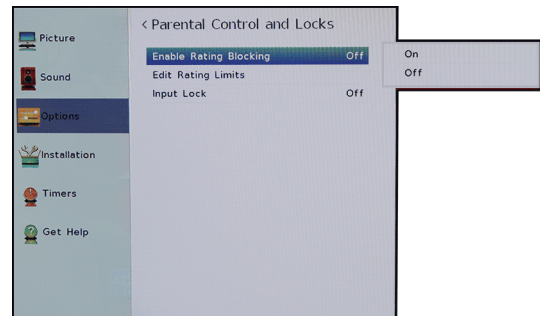 < Parental Control and Locks
Picture
Sound
Options
Installation
Timers
Get Help
Enable Rating Blocking Off
Edit Rating Limits
Input Lock Off
On
Off